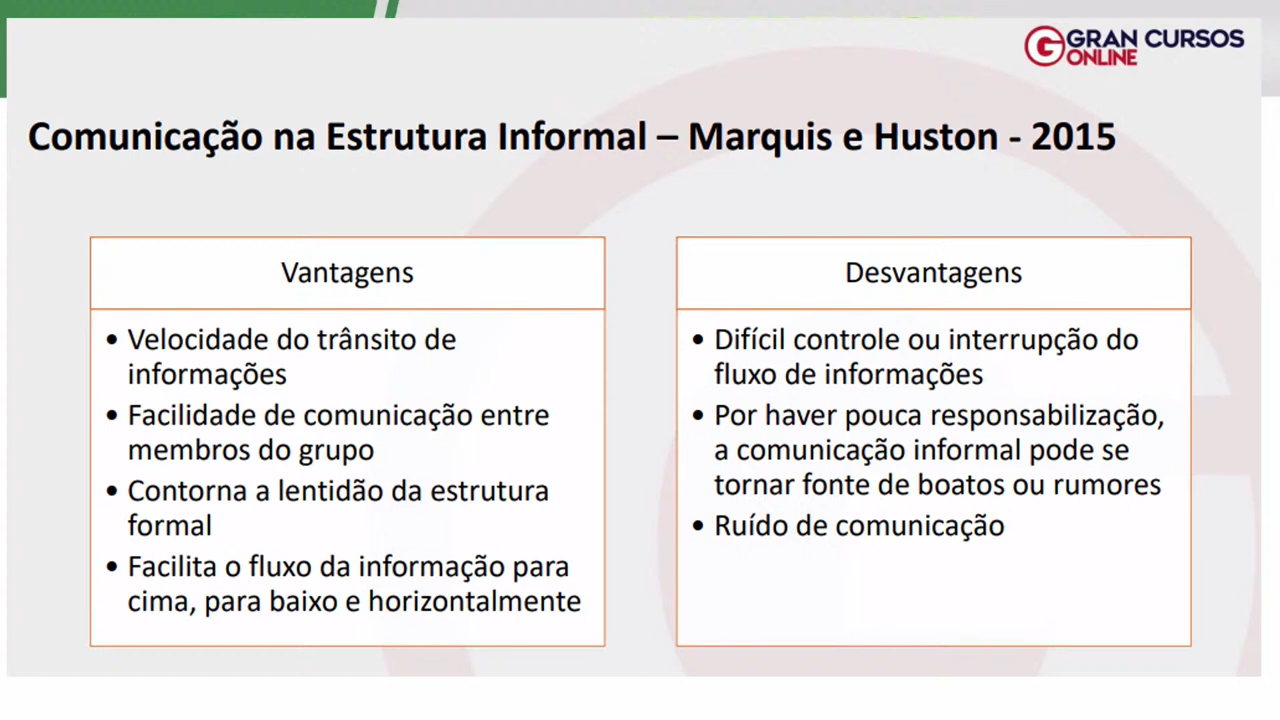 GRAN CURSOS
ONLINE
Comunicação na Estrutura Informal – Marquis e Huston - 2015
Vantagens
• Velocidade do trânsito de
informações
• Facilidade de comunicação entre
membros do grupo
• Contorna a lentidão da estrutura
formal
• Facilita o fluxo da informação para
cima, para baixo e horizontalmente
Desvantagens
• Difícil controle ou interrupção do
fluxo de informações
• Por haver pouca responsabilização,
a comunicação informal pode se
tornar fonte de boatos ou rumores
• Ruído de comunicação